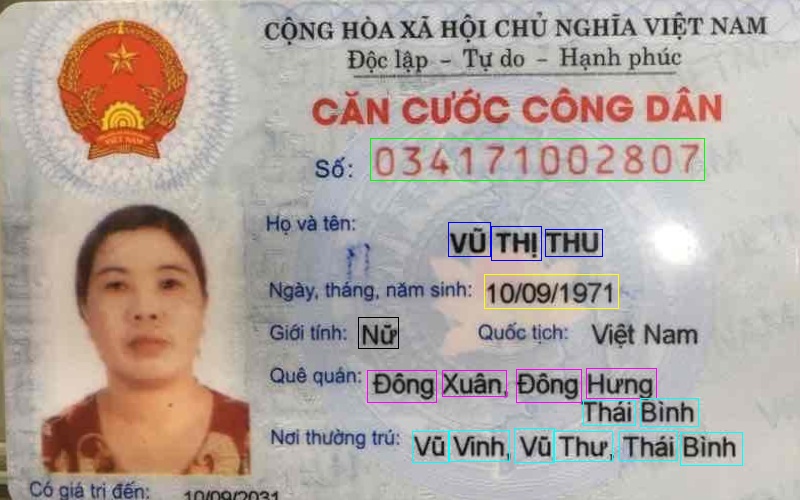 CỘNG HÒA XÃ HỘI CHỦ NGHĨA VIỆT NAM
Độc lập - Tự do - Hạnh phúc
CĂN CƯỚC CÔNG DÂN
Số: 034171002807
Họ và tên:
VŨ THỊ THU
Ngày, tháng, năm sinh: 10/09/1971
Giới tính: Nữ Quốc tịch: Việt Nam
Quê quán: Đông Xuân, Đông Hưng
Thái Bình
Nơi thường trú: Vũ Vinh, Vũ Thư, Thái Bình
Có giá trị đến: 10/09/2031
VIỆT NAM